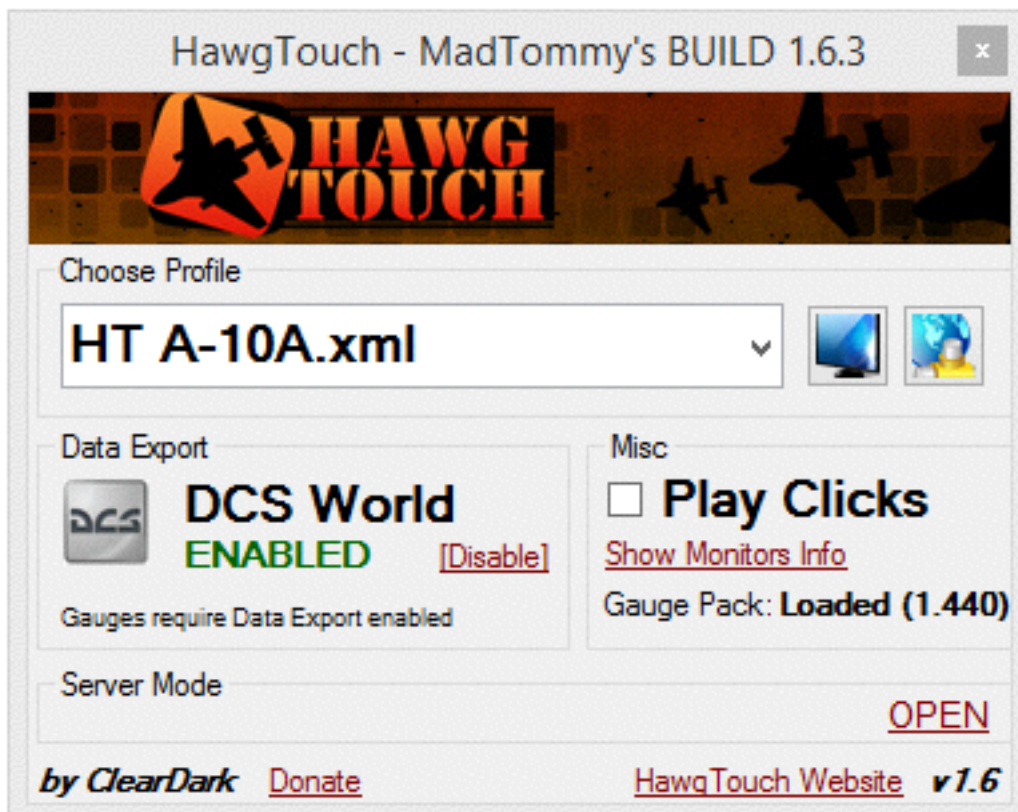 HawgTouch - MadTommy's BUILD 1.6.3
x
HAWG
TOUCH
Choose Profile
HT A-10A.xml
Data Export
DCS
DCS World
ENABLED [Disable]
Gauges require Data Export enabled
Misc
Play Clicks
Show Monitors Info
Gauge Pack: Loaded (1.440)
Server Mode
OPEN
by ClearDark Donate HawgTouch Website v1.6